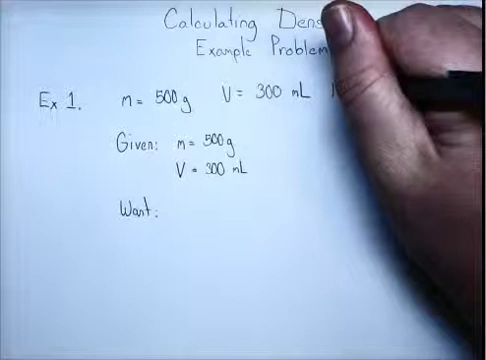 Calculating Dens
Example Problem
Ex 1. m = 500 g V = 300 mL
Given: m = 500 g
V = 300 mL
Want: